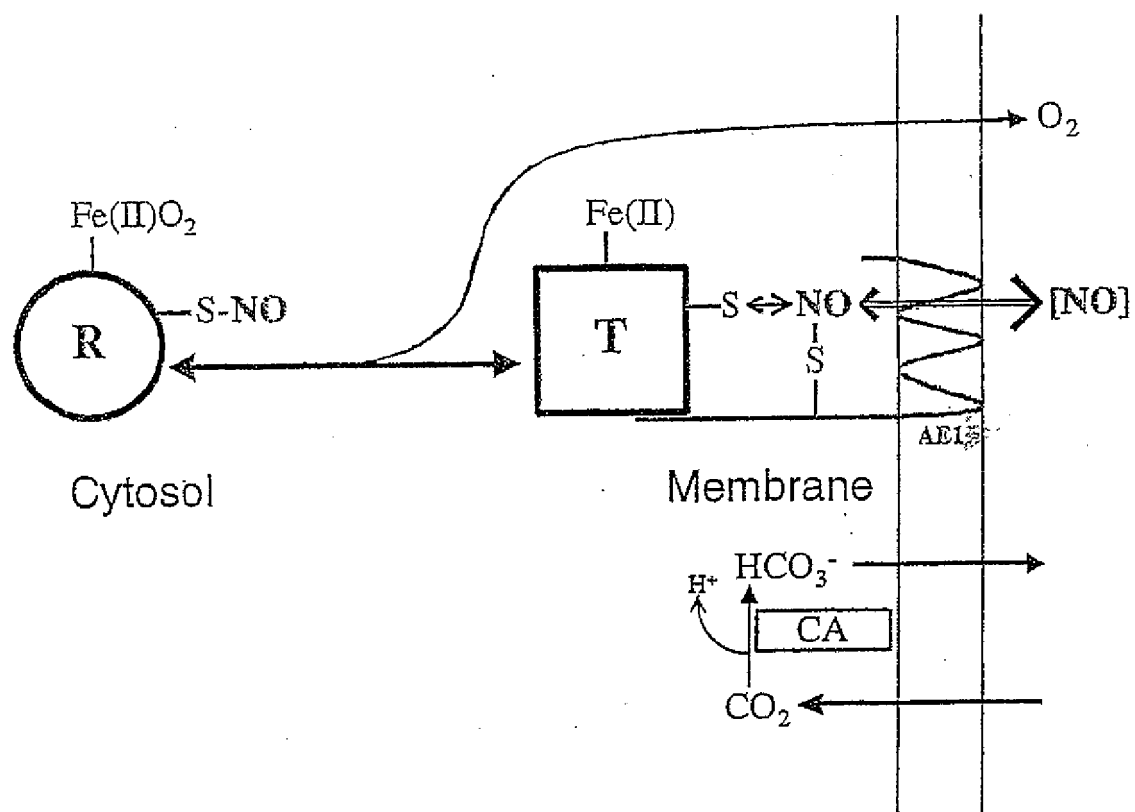 O₂
Fe(II)O₂
Fe(II)
R
S-NO
T
S
NO
[NO]
S
AE1
Cytosol
Membrane
H⁺
HCO₃⁻
CA
CO₂